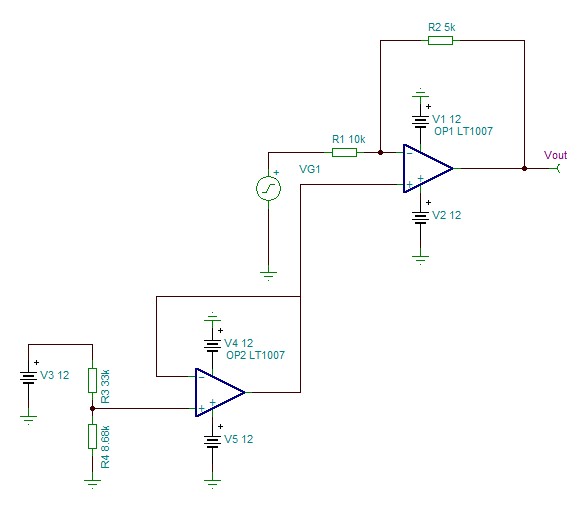 R2 5k
+
V1 12
OP1 LT1007
R1 10k
Vout
+
VG1
−
+
+
+
V2 12
+
V4 12
OP2 LT1007
+
V3 12
R3 33k
−
+
+
+
V5 12
R4 8.68k